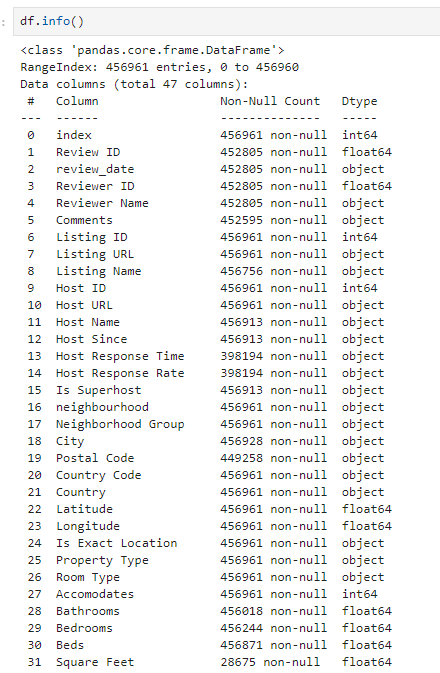 : df.info()
<class 'pandas.core.frame.DataFrame'>
RangeIndex: 456961 entries, 0 to 456960
Data columns (total 47 columns):
 #   Column                Non-Null Count   Dtype
---  ------                --------------   -----
 0   index                 456961 non-null  int64
 1   Review ID             452805 non-null  float64
 2   review_date           452805 non-null  object
 3   Reviewer ID           452805 non-null  float64
 4   Reviewer Name         452805 non-null  object
 5   Comments              452595 non-null  object
 6   Listing ID            456961 non-null  int64
 7   Listing URL           456961 non-null  object
 8   Listing Name          456756 non-null  object
 9   Host ID               456961 non-null  int64
 10  Host URL              456961 non-null  object
 11  Host Name             456913 non-null  object
 12  Host Since            456913 non-null  object
 13  Host Response Time    398194 non-null  object
 14  Host Response Rate    398194 non-null  object
 15  Is Superhost          456913 non-null  object
 16  neighbourhood         456961 non-null  object
 17  Neighborhood Group    456961 non-null  object
 18  City                  456928 non-null  object
 19  Postal Code           449258 non-null  object
 20  Country Code          456961 non-null  object
 21  Country               456961 non-null  object
 22  Latitude              456961 non-null  float64
 23  Longitude             456961 non-null  float64
 24  Is Exact Location     456961 non-null  object
 25  Property Type         456961 non-null  object
 26  Room Type             456961 non-null  object
 27  Accomodates           456961 non-null  int64
 28  Bathrooms             456018 non-null  float64
 29  Bedrooms              456244 non-null  float64
 30  Beds                  456871 non-null  float64
 31  Square Feet           28675 non-null   float64